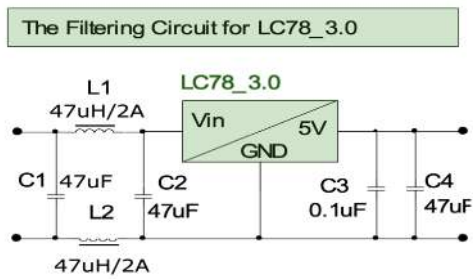 The Filtering Circuit for LC78_3.0
LC78_3.0
L1
47uH/2A
Vin
5V
GND
C1
47uF
C2
47uF
C3
0.1uF
C4
47uF
L2
47uH/2A